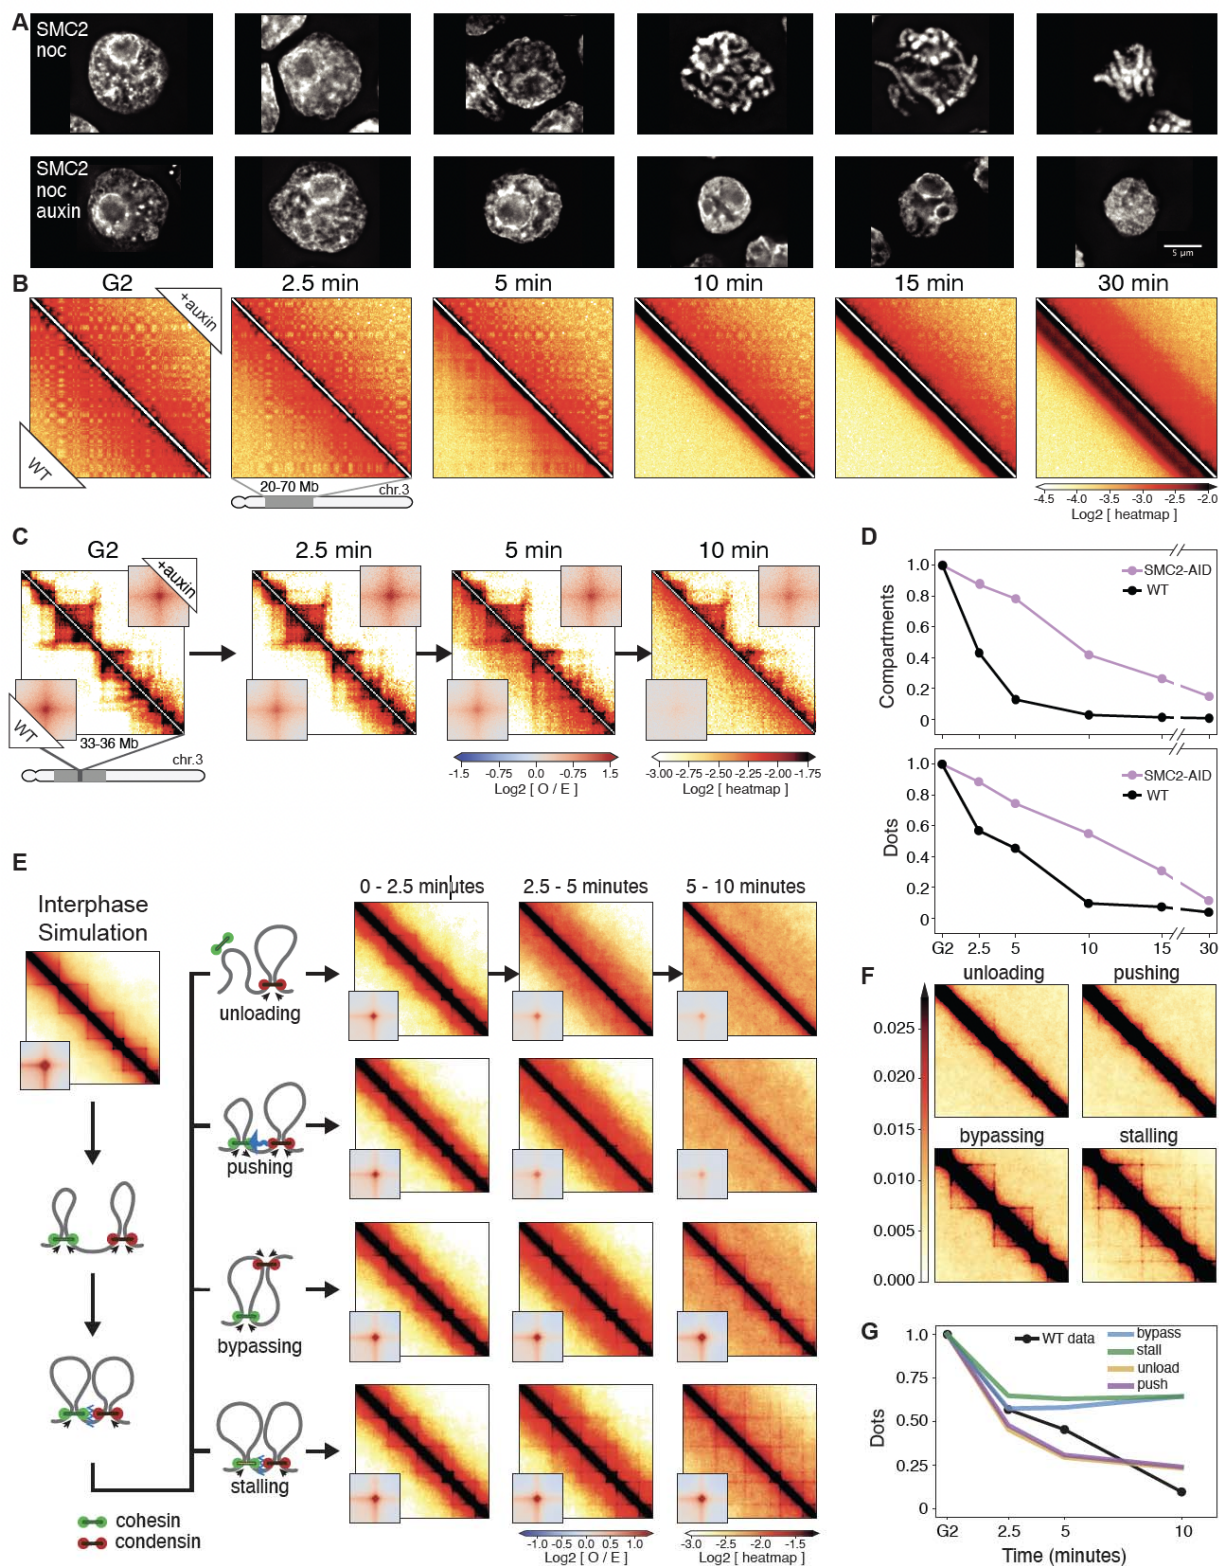 A
SMC2
noc
SMC2
noc
auxin
5 µm
B
G2
2.5 min
5 min
10 min
15 min
30 min
+auxin
WT
20-70 Mb
chr.3
-4.5 -4.0 -3.5 -3.0 -2.5 -2.0
Log2 [ heatmap ]
C
G2
2.5 min
5 min
10 min
+auxin
WT
33-36 Mb
chr.3
-1.5 -0.75 0.0 -0.75 1.5
Log2 [ O / E ]
-3.00 -2.75 -2.50 -2.25 -2.00 -1.75
Log2 [ heatmap ]
D
Compartments
1.0
0.8
0.6
0.4
0.2
0
SMC2-AID
WT
Dots
1.0
0.8
0.6
0.4
0.2
0
SMC2-AID
WT
G2 2.5 5 10 15 30
E
Interphase
Simulation
0 - 2.5 minutes
2.5 - 5 minutes
5 - 10 minutes
unloading
pushing
bypassing
stalling
cohesin
condensin
-1.0 -0.5 0.0 0.5 1.0
Log2 [ O / E ]
-3.0 -2.5 -2.0 -1.5
Log2 [ heatmap ]
F
unloading
pushing
bypassing
stalling
0.025
0.020
0.015
0.010
0.005
0.000
G
Dots
1.0
0.75
0.50
0.25
0
WT data
bypass
stall
unload
push
G2 2.5 5 10
Time (minutes)